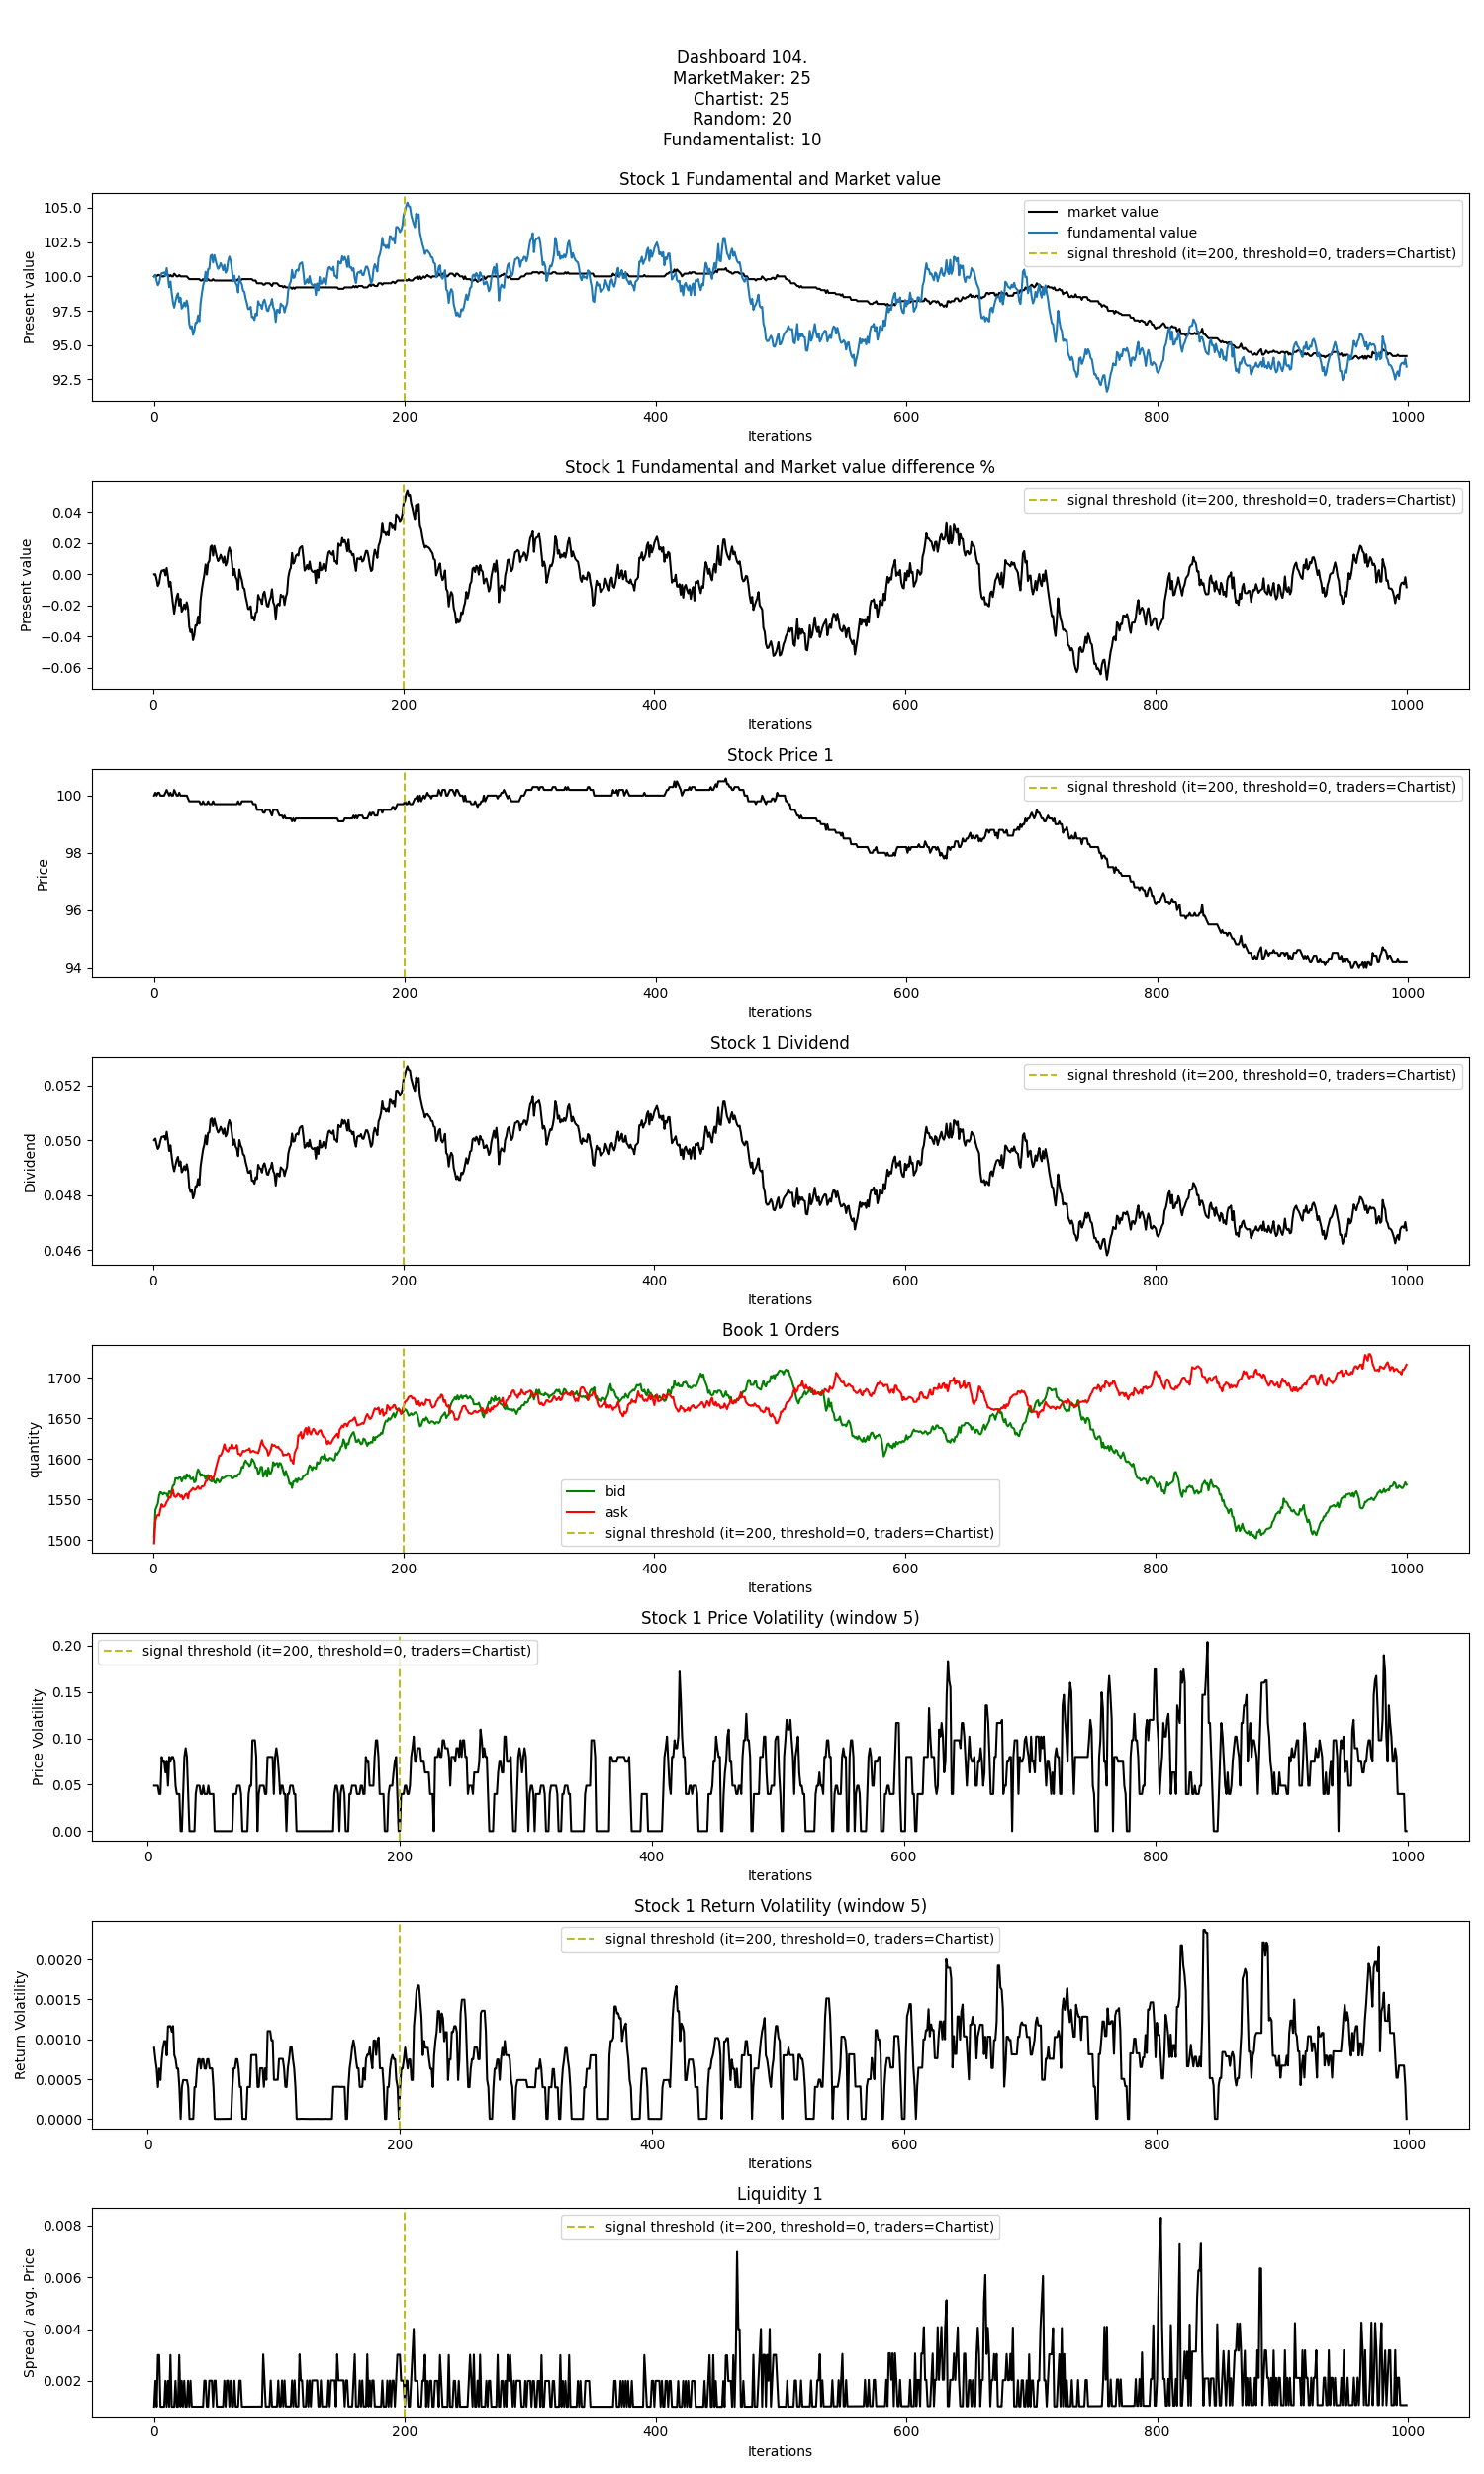 Dashboard 104.
MarketMaker: 25
Chartist: 25
Random: 20
Fundamentalist: 10
Stock 1 Fundamental and Market value
Present value
105.0
102.5
100.0
97.5
95.0
92.5
market value
fundamental value
signal threshold (it=200, threshold=0, traders=Chartist)
0 200 400 600 800 1000
Iterations
Stock 1 Fundamental and Market value difference %
Present value
0.04
0.02
0.00
−0.02
−0.04
−0.06
signal threshold (it=200, threshold=0, traders=Chartist)
0 200 400 600 800 1000
Iterations
Stock Price 1
Price
100
98
96
94
signal threshold (it=200, threshold=0, traders=Chartist)
0 200 400 600 800 1000
Iterations
Stock 1 Dividend
Dividend
0.052
0.050
0.048
0.046
signal threshold (it=200, threshold=0, traders=Chartist)
0 200 400 600 800 1000
Iterations
Book 1 Orders
quantity
1700
1650
1600
1550
1500
bid
ask
signal threshold (it=200, threshold=0, traders=Chartist)
0 200 400 600 800 1000
Iterations
Stock 1 Price Volatility (window 5)
Price Volatility
0.20
0.15
0.10
0.05
0.00
signal threshold (it=200, threshold=0, traders=Chartist)
0 200 400 600 800 1000
Iterations
Stock 1 Return Volatility (window 5)
Return Volatility
0.0020
0.0015
0.0010
0.0005
0.0000
signal threshold (it=200, threshold=0, traders=Chartist)
0 200 400 600 800 1000
Iterations
Liquidity 1
Spread / avg. Price
0.008
0.006
0.004
0.002
signal threshold (it=200, threshold=0, traders=Chartist)
0 200 400 600 800 1000
Iterations